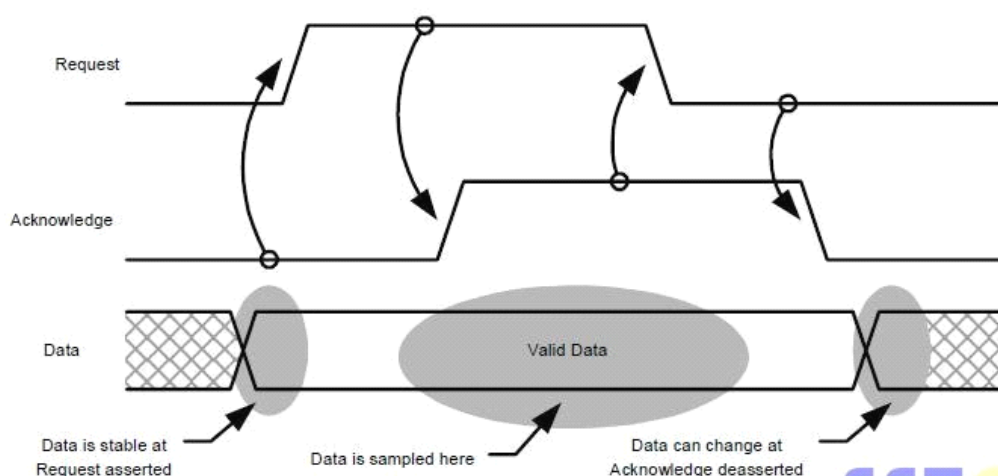 Request
Acknowledge
Data
Valid Data
Data is stable at
Request asserted
Data is sampled here
Data can change at
Acknowledge deasserted